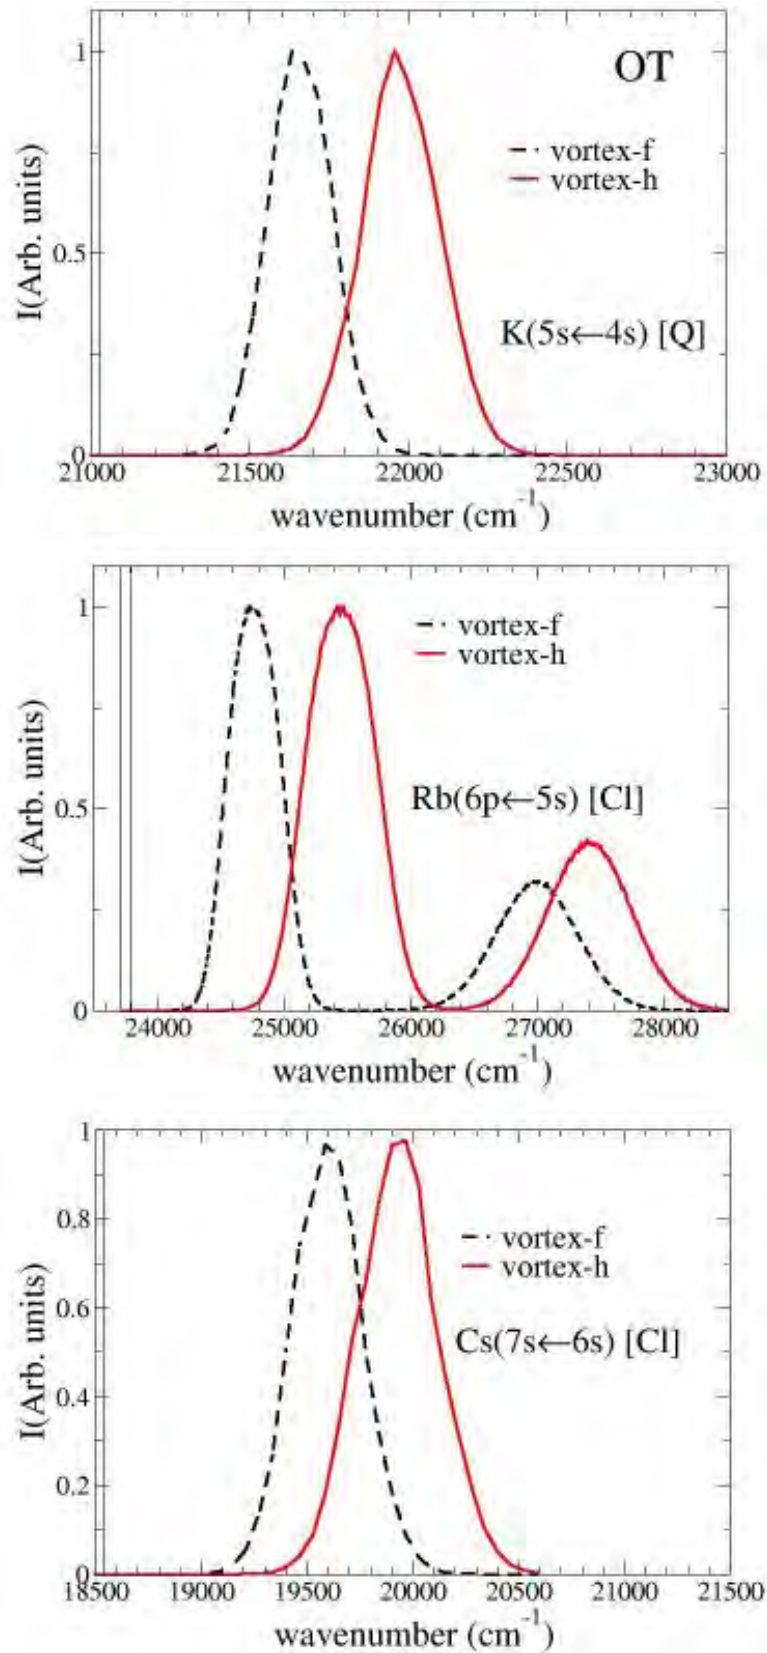 OT
1
0.5
0
I(Arb. units)
vortex-f
vortex-h
K(5s←4s) [Q]
21000 21500 22000 22500 23000
wavenumber (cm⁻¹)
1
0.5
0
I(Arb. units)
vortex-f
vortex-h
Rb(6p←5s) [Cl]
24000 25000 26000 27000 28000
wavenumber (cm⁻¹)
1
0.8
0.6
0.4
0.2
0
I(Arb. units)
vortex-f
vortex-h
Cs(7s←6s) [Cl]
18500 19000 19500 20000 20500 21000 21500
wavenumber (cm⁻¹)